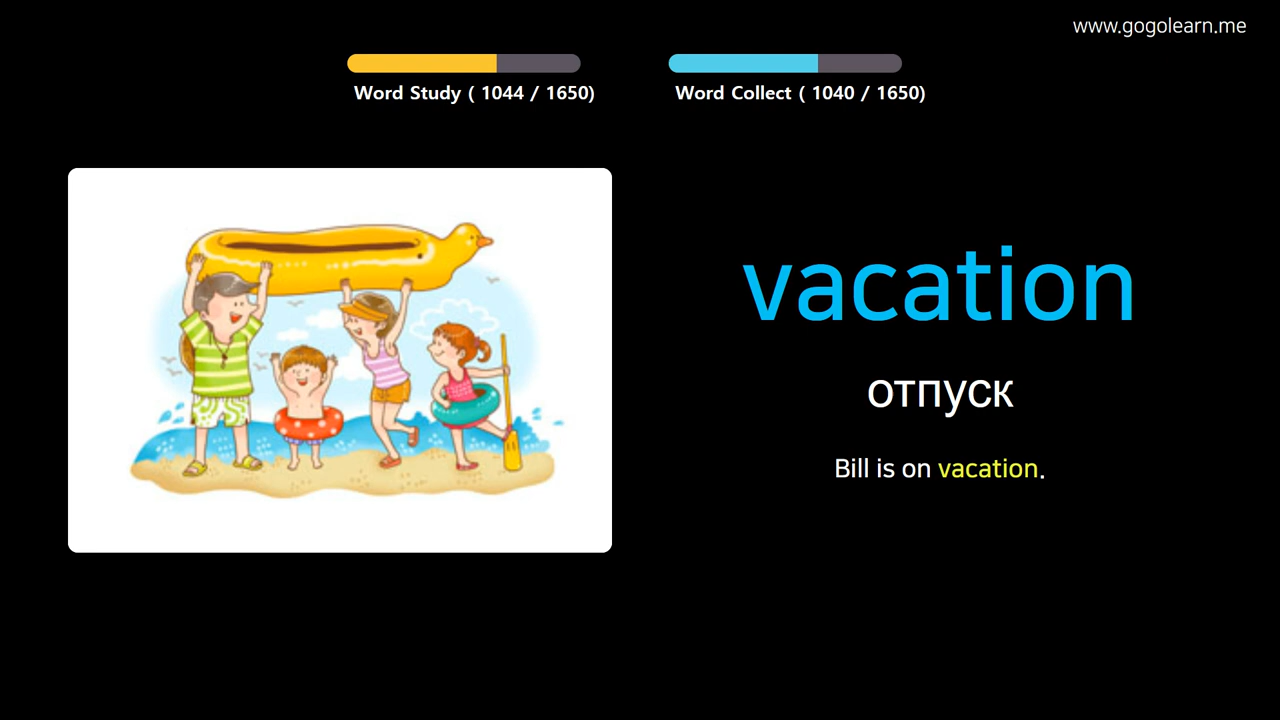 www.gogolearn.me
Word Study ( 1044 / 1650)
Word Collect ( 1040 / 1650)
vacation
отпуск
Bill is on vacation.